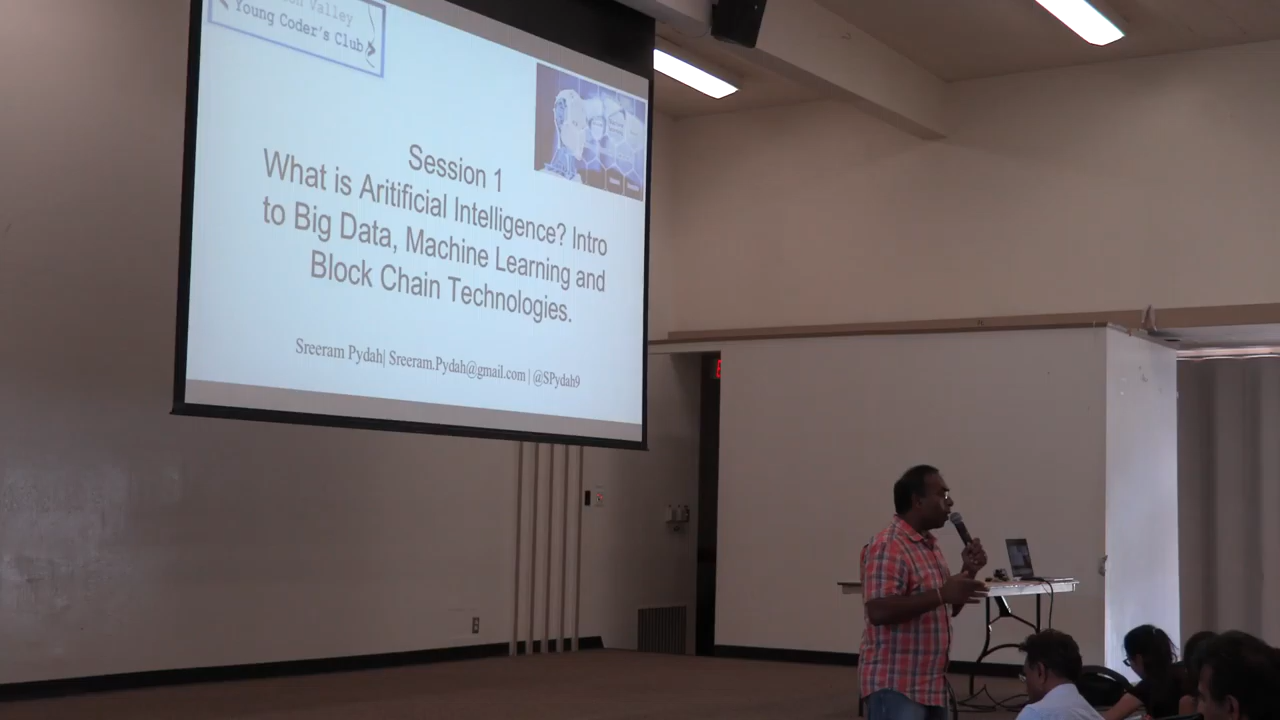 Valley
Young Coder's Club
Session 1
What is Aritificial Intelligence? Intro
to Big Data, Machine Learning and
Block Chain Technologies.
Sreeram Pydah| Sreeram.Pydah@gmail.com | @SPydah9